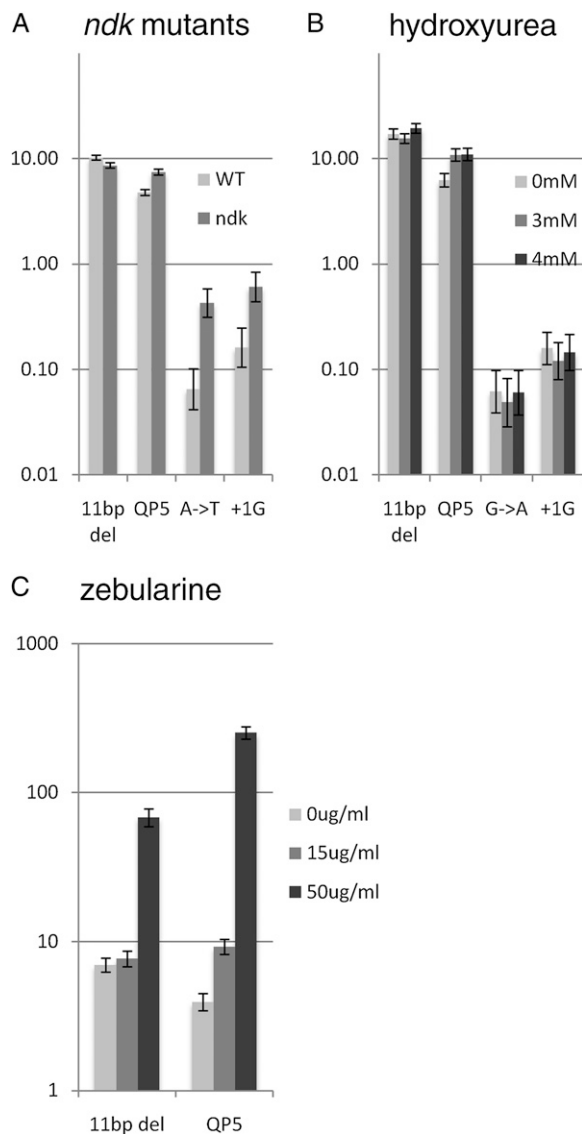 A ndk mutants
10.00
1.00
0.10
0.01
WT
ndk
11bp del QP5 A->T +1G
B hydroxyurea
10.00
1.00
0.10
0.01
0mM
3mM
4mM
11bp del QP5 G->A +1G
C zebularine
1000
100
10
1
0ug/ml
15ug/ml
50ug/ml
11bp del QP5